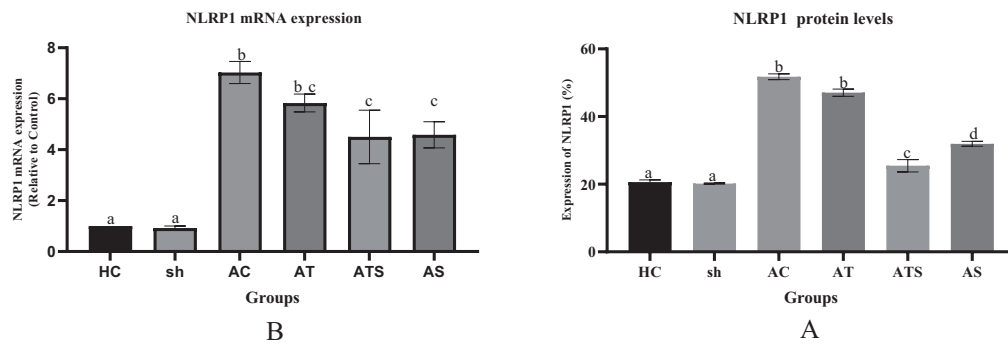 NLRP1 mRNA expression
NLRP1 mRNA expression
(Relative to Control)
8
6
4
2
0
a
a
b
b c
c
c
HC
sh
AC
AT
ATS
AS
Groups
B
NLRP1 protein levels
Expression of NLRP1 (%)
60
40
20
0
a
a
b
b
c
d
HC
sh
AC
AT
ATS
AS
Groups
A